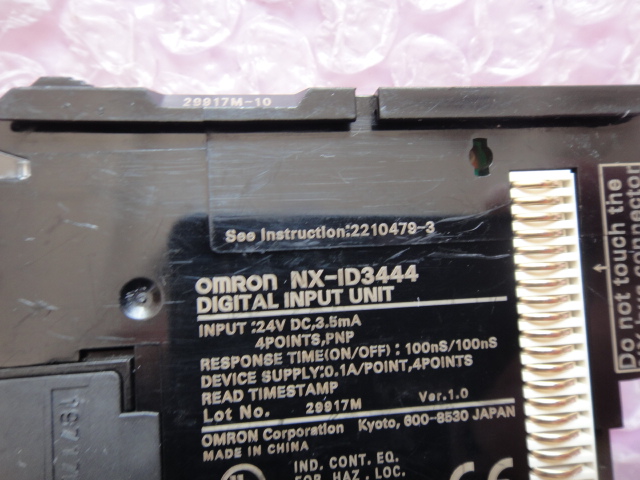 29917M-10
See Instruction:2210479-3
OMRON NX-ID3444
DIGITAL INPUT UNIT
INPUT :24V DC,3.5mA
4POINTS,PNP
RESPONSE TIME(ON/OFF) : 100nS/100nS
DEVICE SUPPLY:0.1A/POINT,4POINTS
READ TIMESTAMP
Lot No. 29917M Ver.1.0
OMRON Corporation Kyoto, 600-8530 JAPAN
MADE IN CHINA
IND. CONT. EQ.
FOR HAZ. LOC.
CE
Do not touch the